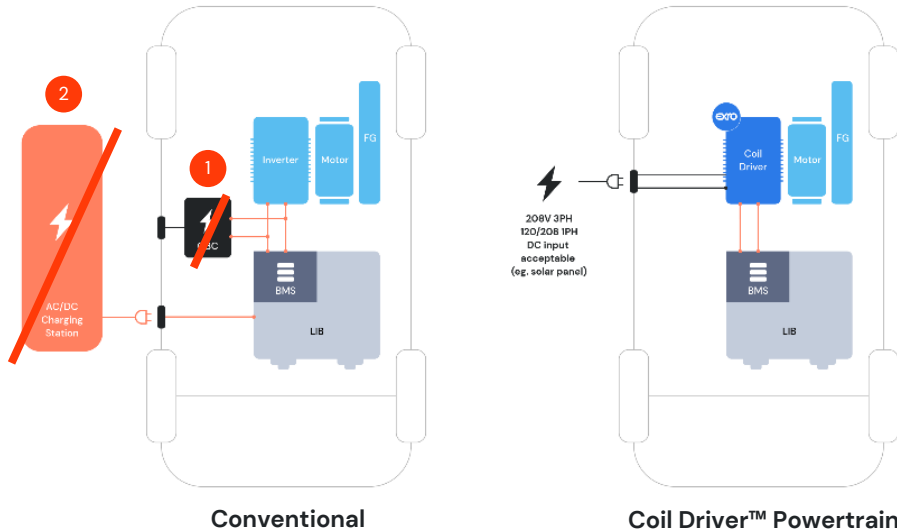 2
1
Inverter
Motor
FG
OBC
AC/DC
Charging
Station
BMS
LIB
Conventional
exro
Coil
Driver
Motor
FG
208V 3PH
120/208 1PH
DC input
acceptable
(eg. solar panel)
BMS
LIB
Coil Driver™ Powertrain